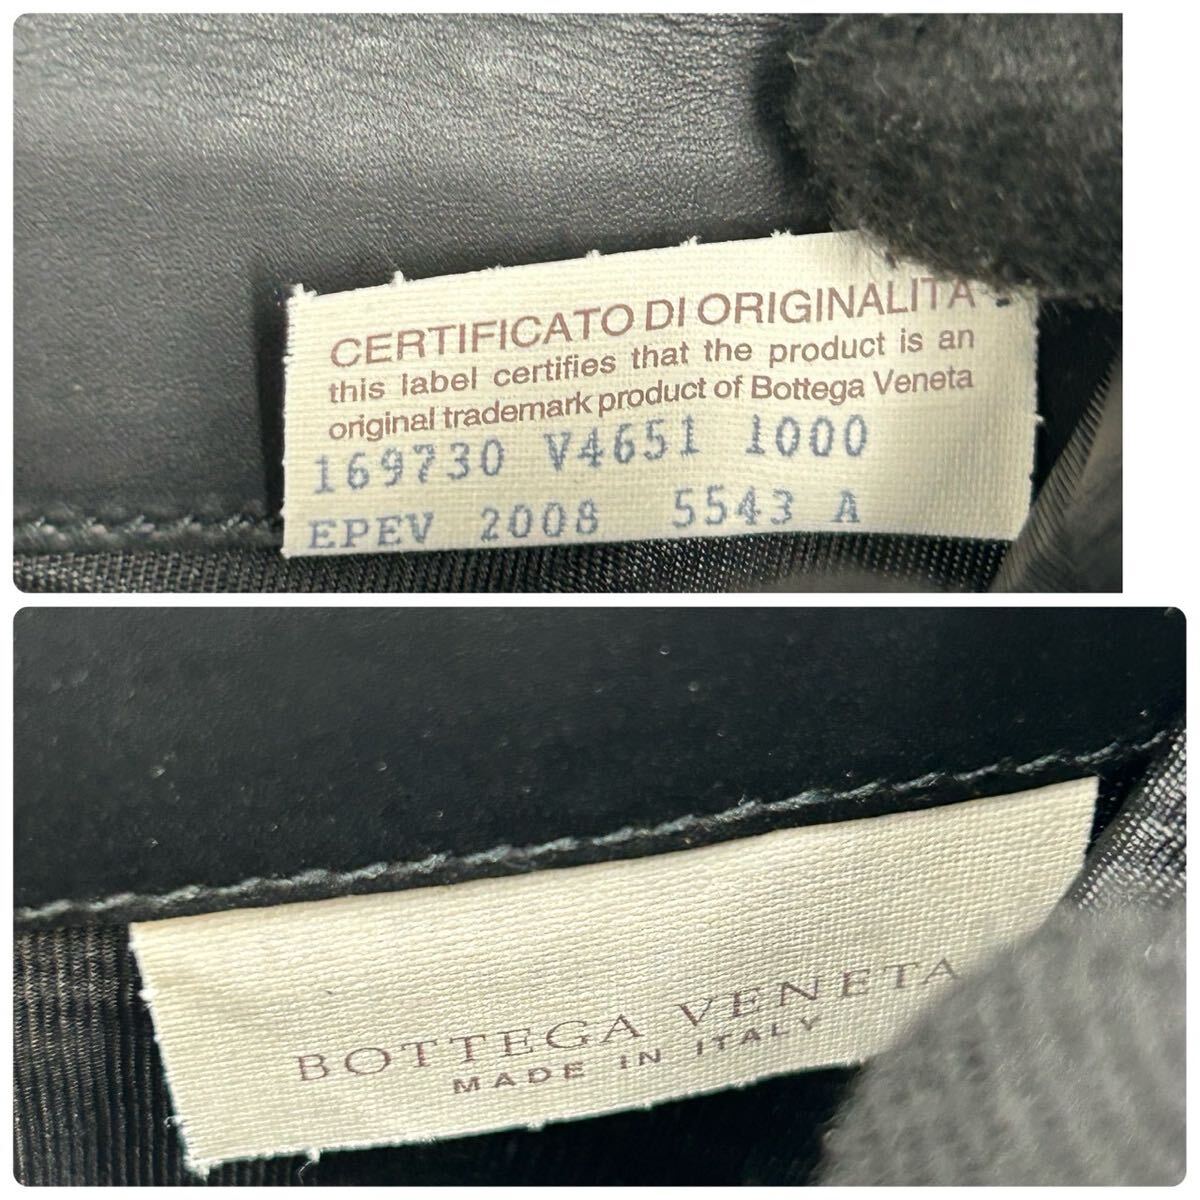 CERTIFICATO DI ORIGINALITÀ
this label certifies that the product is an
original trademark product of Bottega Veneta
169730 V4651 1000
EPEV 2008 5543 A
BOTTEGA VENETA
MADE IN ITALY